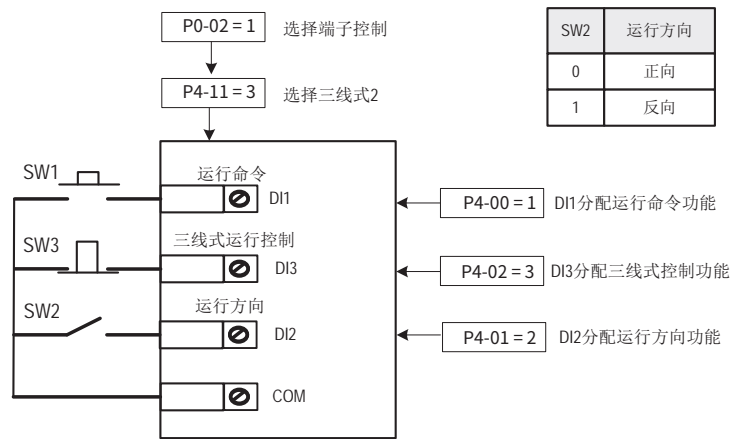 P0-02 = 1 选择端子控制
P4-11 = 3 选择三线式2
SW2 运行方向
0 正向
1 反向
SW1
运行命令
DI1
P4-00 = 1 DI1分配运行命令功能
SW3
三线式运行控制
DI3
P4-02 = 3 DI3分配三线式控制功能
SW2
运行方向
DI2
P4-01 = 2 DI2分配运行方向功能
COM